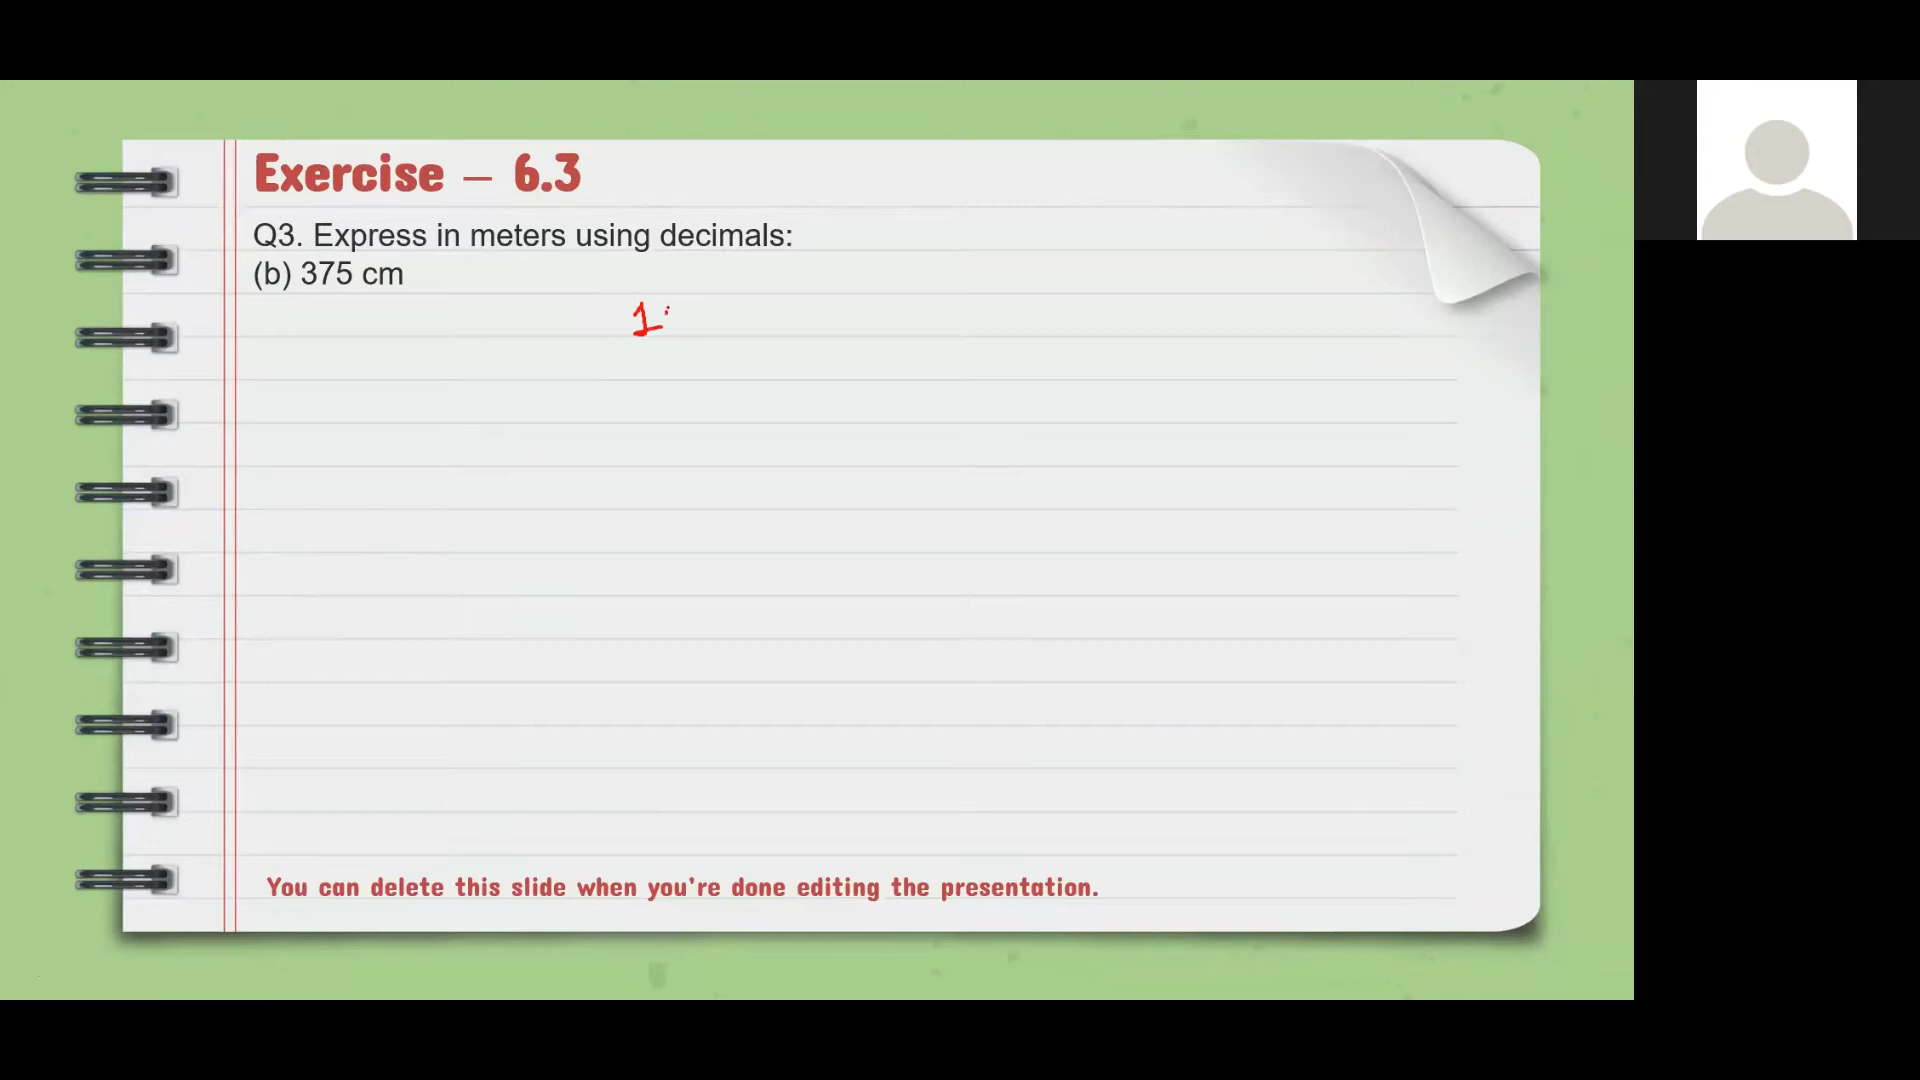 Exercise – 6.3
Q3. Express in meters using decimals:
(b) 375 cm
1
You can delete this slide when you’re done editing the presentation.